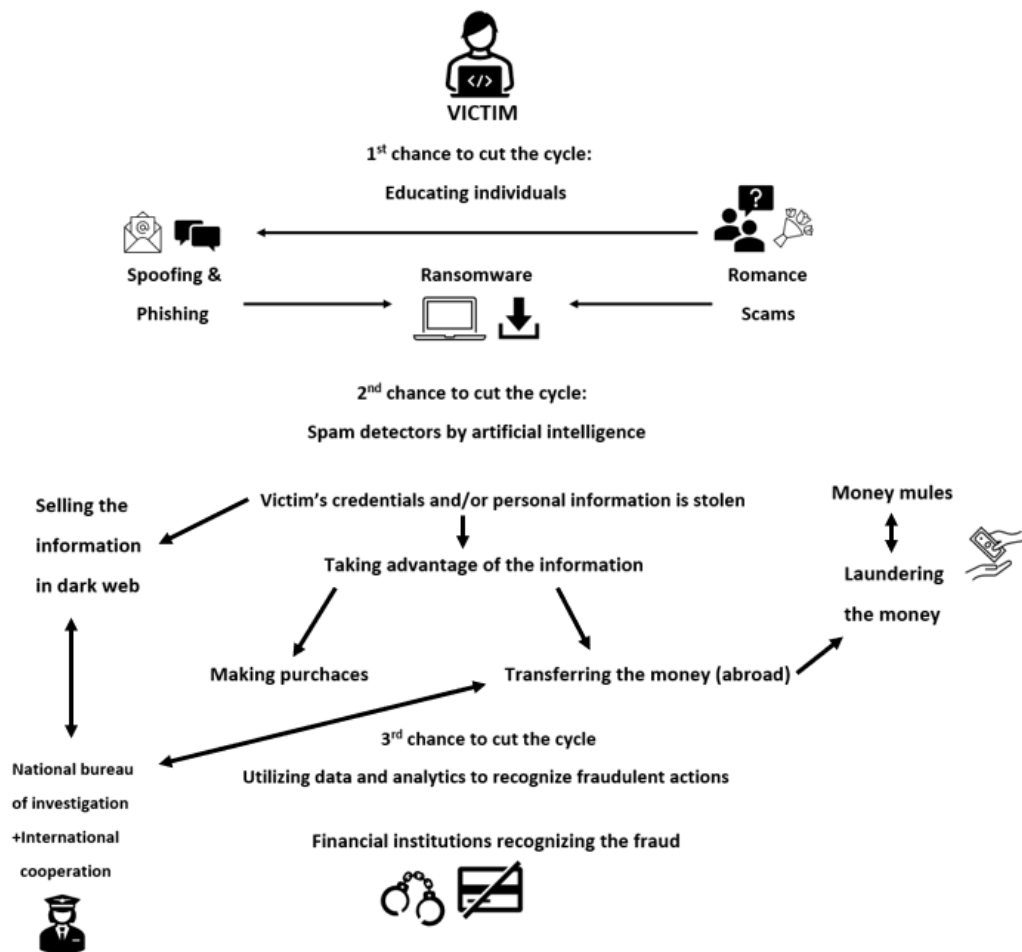 </>
VICTIM
1st chance to cut the cycle:
Educating individuals
@
?
Spoofing &
Phishing
Ransomware
Romance
Scams
2nd chance to cut the cycle:
Spam detectors by artificial intelligence
Selling the
information
in dark web
Victim's credentials and/or personal information is stolen
Money mules
Taking advantage of the information
Laundering
the money
Making purchaces
Transferring the money (abroad)
3rd chance to cut the cycle
Utilizing data and analytics to recognize fraudulent actions
National bureau
of investigation
+International
cooperation
Financial institutions recognizing the fraud